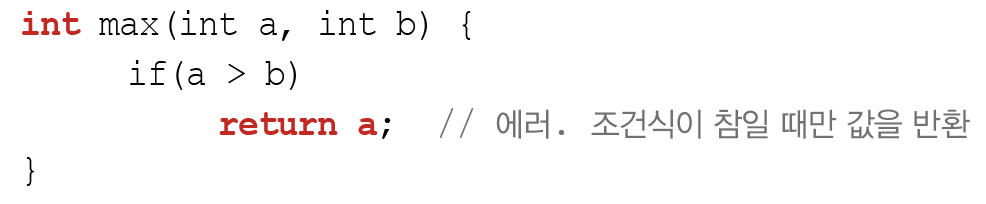 int max(int a, int b) {
if(a > b)
return a; // 에러. 조건식이 참일 때만 값을 반환
}